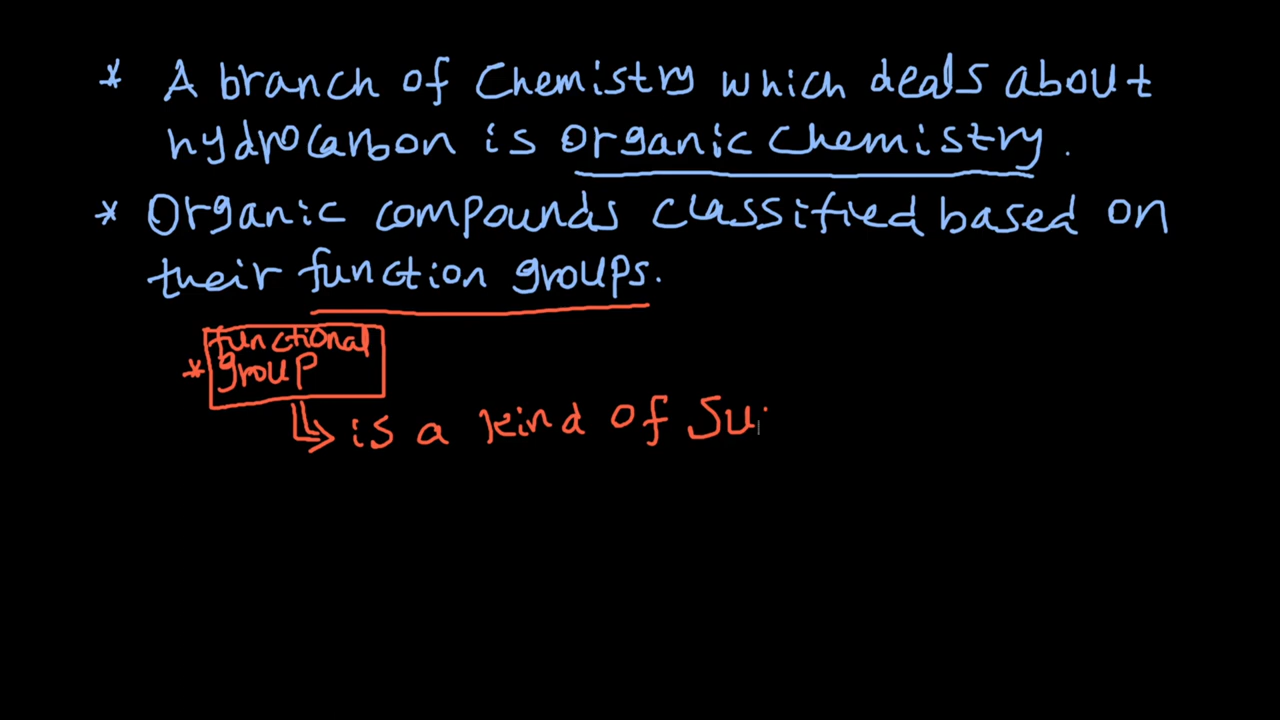 * A branch of Chemistry which deals about
hydrocarbon is organic chemistry.
* Organic compounds classified based on
their function groups.
functional
* group
is a kind of Su